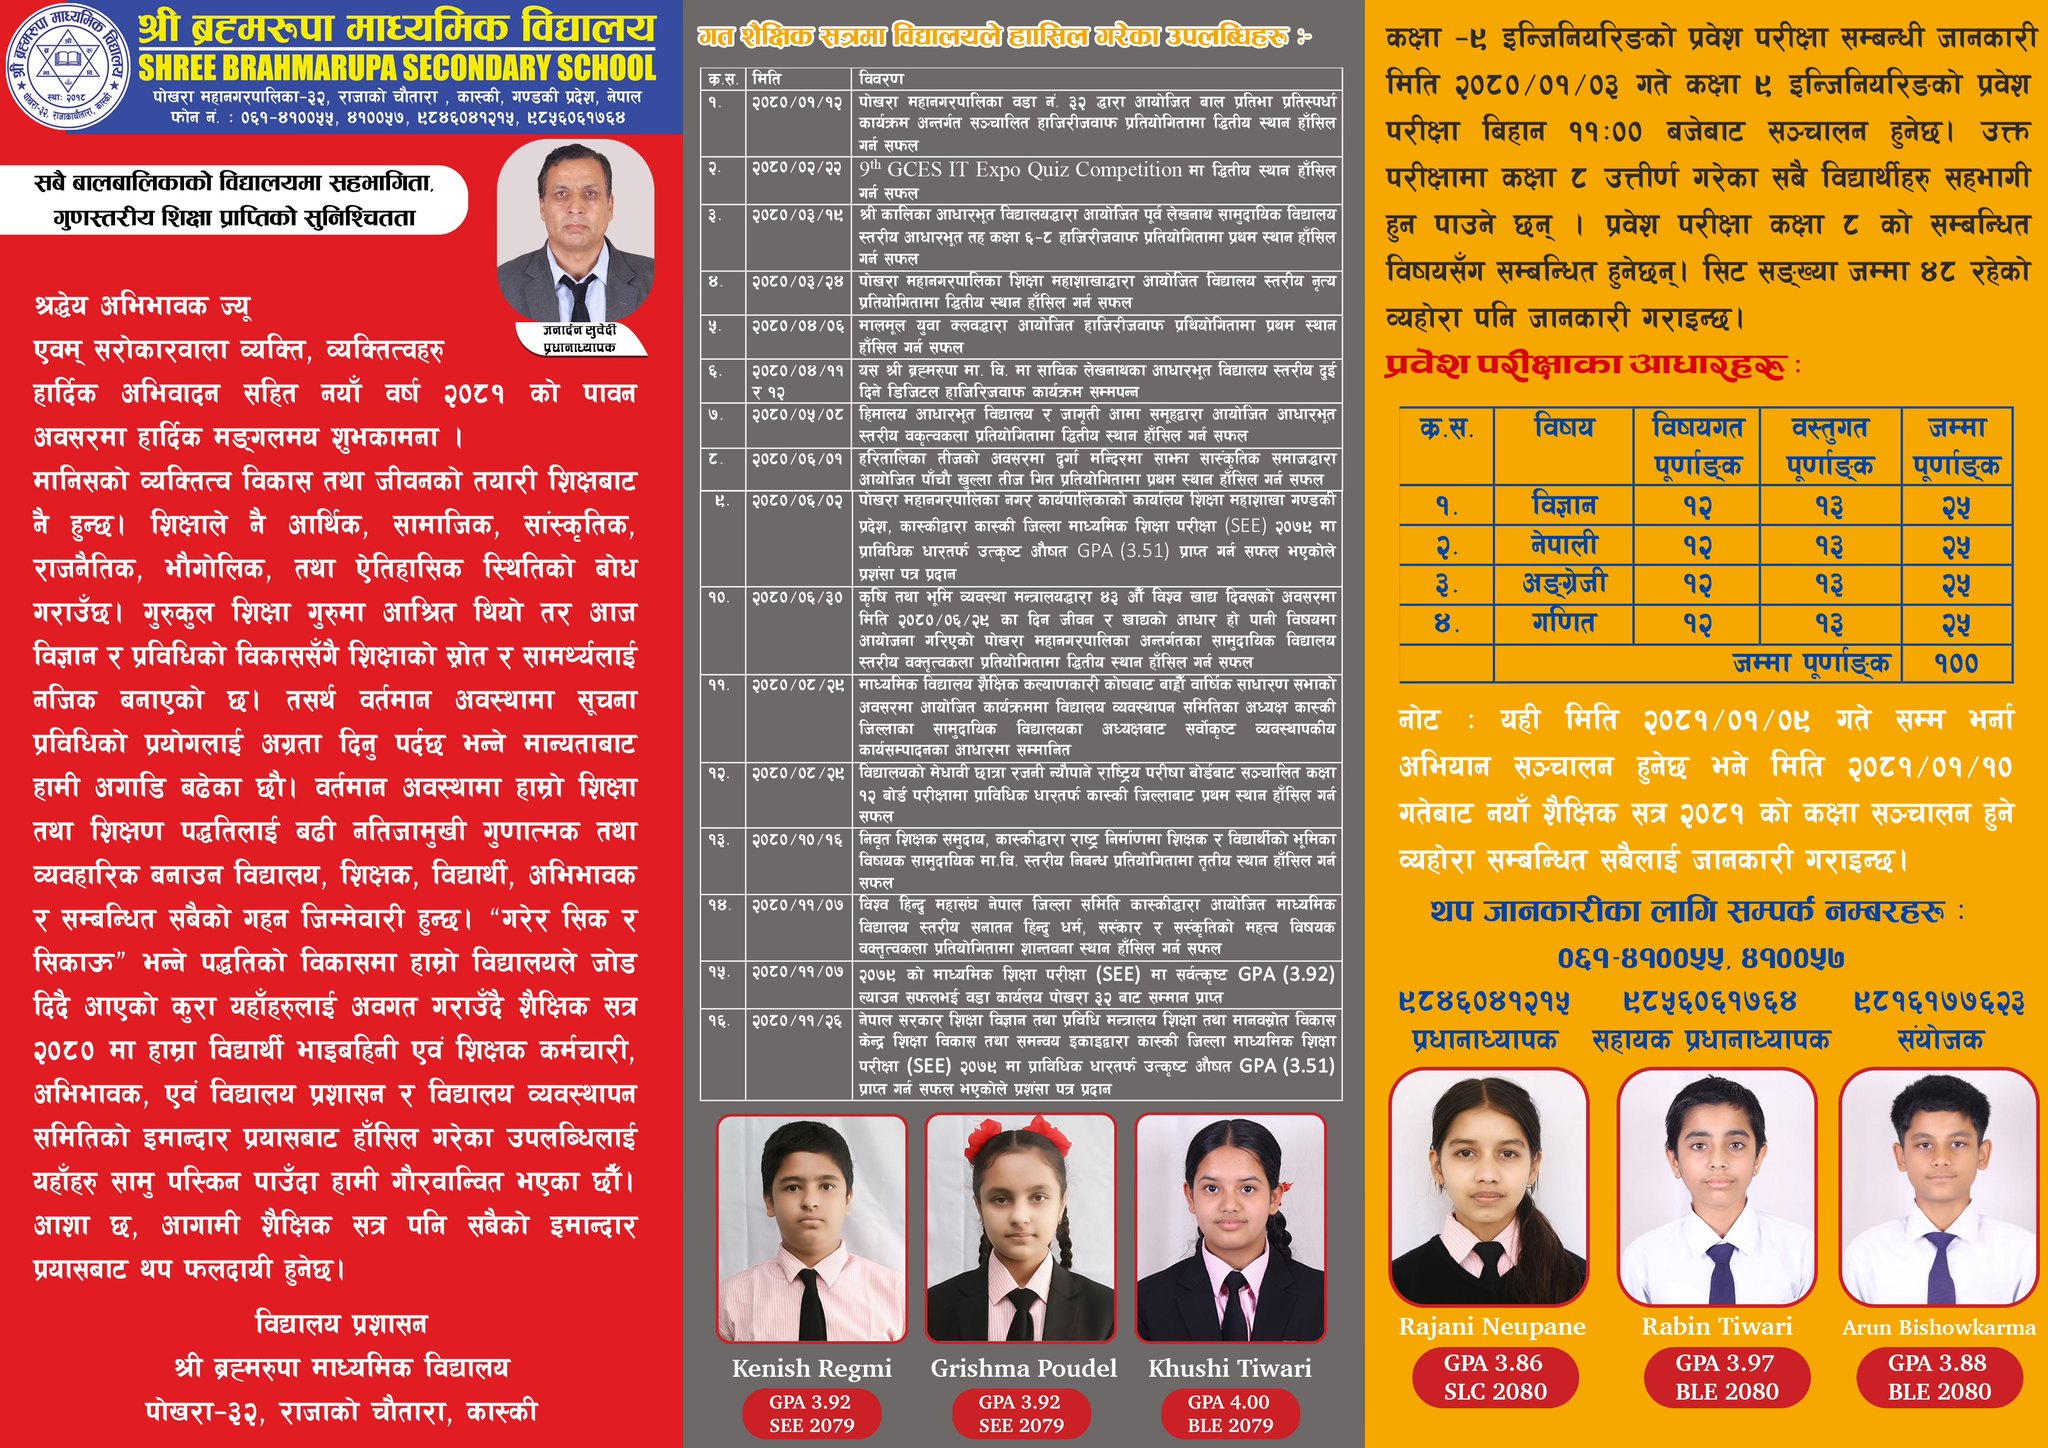 श्री ब्रह्मरूपा माध्यमिक विद्यालय
SHREE BRAHMARUPA SECONDARY SCHOOL
पोखरा महानगरपालिका-३२, राजाको चौतारा , कास्की, गण्डकी प्रदेश, नेपाल
फोन नं. : ०६१-४१००५५, ४१००५७, ९८४६०४१२१५, ९८५६०६१७६४
श्री ब्रह्मरूपा माध्यमिक विद्यालय
स्था: २०१८
पोखरा-३२, राजाकोचौतारा, कास्की
सबै बालबालिकाको विद्यालयमा सहभागिता,
गुणस्तरीय शिक्षा प्राप्तिको सुनिश्चितता
जनार्दन सुवेदी
प्रधानाध्यापक
श्रद्धेय अभिभावक ज्यू
एवम् सरोकारवाला व्यक्ति, व्यक्तित्वहरु
हार्दिक अभिवादन सहित नयाँ वर्ष २०८१ को पावन
अवसरमा हार्दिक मङ्गलमय शुभकामना ।
मानिसको व्यक्तित्व विकास तथा जीवनको तयारी शिक्षबाट
नै हुन्छ। शिक्षाले नै आर्थिक, सामाजिक, सांस्कृतिक,
राजनैतिक, भौगोलिक, तथा ऐतिहासिक स्थितिको बोध
गराउँछ। गुरुकुल शिक्षा गुरुमा आश्रित थियो तर आज
विज्ञान र प्रविधिको विकाससँगै शिक्षाको स्रोत र सामर्थ्यलाई
नजिक बनाएको छ। तसर्थ वर्तमान अवस्थामा सूचना
प्रविधिको प्रयोगलाई अग्रता दिनु पर्दछ भन्ने मान्यताबाट
हामी अगाडि बढेका छौ। वर्तमान अवस्थामा हाम्रो शिक्षा
तथा शिक्षण पद्धतिलाई बढी नतिजामुखी गुणात्मक तथा
व्यवहारिक बनाउन विद्यालय, शिक्षक, विद्यार्थी, अभिभावक
र सम्बन्धित सबैको गहन जिम्मेवारी हुन्छ। “गरेर सिक र
सिकाऊ” भन्ने पद्दतिको विकासमा हाम्रो विद्यालयले जोड
दिदै आएको कुरा यहाँहरुलाई अवगत गराउँदै शैक्षिक सत्र
२०८० मा हाम्रा विद्यार्थी भाइबहिनी एवं शिक्षक कर्मचारी,
अभिभावक, एवं विद्यालय प्रशासन र विद्यालय व्यवस्थापन
समितिको इमान्दार प्रयासबाट हाँसिल गरेका उपलब्धिलाई
यहाँहरु सामु पस्किन पाउँदा हामी गौरवान्वित भएका छौँ।
आशा छ, आगामी शैक्षिक सत्र पनि सबैको इमान्दार
प्रयासबाट थप फलदायी हुनेछ।
विद्यालय प्रशासन
श्री ब्रह्मरुपा माध्यमिक विद्यालय
पोखरा-३२, राजाको चौतारा, कास्की
गत शैक्षिक सत्रमा विद्यालयले हाासिल गरेका उपलब्धिहरू :-
क्र.स. मिति विवरण
१. २०८०/०१/१२ पोखरा महानगरपालिका वडा नं. ३२ द्वारा आयोजित बाल प्रतिभा प्रतिस्पर्धा
कार्यक्रम अन्तर्गत सञ्चालित हाजिरीजवाफ प्रतियोगितामा द्वितीय स्थान हाँसिल
गर्न सफल
२. २०८०/०२/२२ 9th GCES IT Expo Quiz Competition मा द्वितीय स्थान हाँसिल
गर्न सफल
३. २०८०/०३/१९ श्री कालिका आधारभूत विद्यालयद्धारा आयोजित पूर्व लेखनाथ सामुदायिक विद्यालय
स्तरीय आधारभूत तह कक्षा ६-८ हाजिरीजवाफ प्रतियोगितामा प्रथम स्थान हाँसिल
गर्न सफल
४. २०८०/०३/२४ पोखरा महानगरपालिका शिक्षा महाशाखाद्धारा आयोजित विद्यालय स्तरीय नृत्य
प्रतियोगितामा द्वितीय स्थान हाँसिल गर्न सफल
५. २०८०/०४/०६ मालमूल युवा क्लवद्धारा आयोजित हाजिरीजवाफ प्रथियोगितामा प्रथम स्थान
हाँसिल गर्न सफल
६. २०८०/०४/११ यस श्री ब्रह्मरुपा मा. वि. मा साविक लेखनाथका आधारभूत विद्यालय स्तरीय दुई
र १२ दिने डिजिटल हाजिरिजवाफ कार्यक्रम सम्मपन्न
७. २०८०/०५/०८ हिमालय आधारभूत विद्यालय र जागृती आमा समूहद्वारा आयोजित आधारभूत
स्तरीय वकृत्वकला प्रतियोगितामा द्वितीय स्थान हाँसिल गर्न सफल
८. २०८०/०६/०१ हरितालिका तीजको अवसरमा दुर्गा मन्दिरमा साझा सांस्कृतिक समाजद्धारा
आयोजित पाँचौ खुल्ला तीज गित प्रतियोगितामा प्रथम स्थान हाँसिल गर्न सफल
९. २०८०/०६/०२ पोखरा महानगरपालिका नगर कार्यपालिकाको कार्यालय शिक्षा महाशाखा गण्डकी
प्रदेश, कास्कीद्वारा कास्की जिल्ला माध्यमिक शिक्षा परीक्षा (SEE) २०७९ मा
प्राविधिक धारतर्फ उत्कृष्ट औषत GPA (3.51) प्राप्त गर्न सफल भएकोले
प्रशंसा पत्र प्रदान
१०. २०८०/०६/३० कृषि तथा भूमि व्यवस्था मन्त्रालयद्धारा ४३ औँ विश्व खाद्य दिवसको अवसरमा
मिति २०८०/०६/२९ का दिन जीवन र खाद्यको आधार हो पानी विषयमा
आयोजना गरिएको पोखरा महानगरपालिका अन्तर्गतका सामुदायिक विद्यालय
स्तरीय वक्तृत्वकला प्रतियोगितामा द्वितीय स्थान हाँसिल गर्न सफल
११. २०८०/०८/२९ माध्यमिक विद्यालय शैक्षिक कल्याणकारी कोषबाट बाह्रौँ वार्षिक साधारण सभाको
अवसरमा आयोजित कार्यक्रममा विद्यालय व्यवस्थापन समितिका अध्यक्ष कास्की
जिल्लाका सामुदायिक विद्यालयका अध्यक्षबाट सर्वोकृष्ट व्यवस्थापकीय
कार्यसम्पादनका आधारमा सम्मानित
१२. २०८०/०८/२९ विद्यालयको मेधावी छात्रा रजनी न्यौपाने राष्ट्रिय परीषा बोर्डबाट सञ्चालित कक्षा
१२ बोर्ड परीक्षामा प्राविधिक धारतर्फ कास्की जिल्लाबाट प्रथम स्थान हाँसिल गर्न
सफल
१३. २०८०/१०/१६ निवृत शिक्षक समुदाय, कास्कीद्धारा राष्ट्र निर्माणमा शिक्षक र विद्यार्थीको भूमिका
विषयक सामुदायिक मा.वि. स्तरीय निबन्ध प्रतियोगितामा तृतीय स्थान हाँसिल गर्न
सफल
१४. २०८०/११/०७ विश्व हिन्दु महासंघ नेपाल जिल्ला समिति कास्कीद्धारा आयोजित माध्यमिक
विद्यालय स्तरीय सनातन हिन्दु धर्म, संस्कार र संस्कृतिको महत्व विषयक
वक्तृत्वकला प्रतियोगितामा शान्तवना स्थान हाँसिल गर्न सफल
१५. २०८०/११/०७ २०७९ को माध्यमिक शिक्षा परीक्षा (SEE) मा सर्वत्कृष्ट GPA (3.92)
ल्याउन सफलभई वडा कार्यलय पोखरा ३२ बाट सम्मान प्राप्त
१६. २०८०/११/२६ नेपाल सरकार शिक्षा विज्ञान तथा प्रविधि मन्त्रालय शिक्षा तथा मानवस्रोत विकास
केन्द्र शिक्षा विकास तथा समन्वय इकाइद्वारा कास्की जिल्ला माध्यमिक शिक्षा
परीक्षा (SEE) २०७९ मा प्राविधिक धारतर्फ उत्कृष्ट औषत GPA (3.51)
प्राप्त गर्न सफल भएकोले प्रशंसा पत्र प्रदान
Kenish Regmi
GPA 3.92
SEE 2079
Grishma Poudel
GPA 3.92
SEE 2079
Khushi Tiwari
GPA 4.00
BLE 2079
कक्षा -९ इन्जिनियरिङको प्रवेश परीक्षा सम्बन्धी जानकारी
मिति २०८०/०१/०३ गते कक्षा ९ इन्जिनियरिङको प्रवेश
परीक्षा बिहान ११:०० बजेबाट सञ्चालन हुनेछ। उक्त
परीक्षामा कक्षा ८ उत्तीर्ण गरेका सबै विद्यार्थीहरु सहभागी
हुन पाउने छन् । प्रवेश परीक्षा कक्षा ८ को सम्बन्धित
विषयसँग सम्बन्धित हुनेछन्। सिट सङ्ख्या जम्मा ४८ रहेको
व्यहोरा पनि जानकारी गराइन्छ।
प्रवेश परीक्षाका आधारहरू :
क्र.स. विषय विषयगत पूर्णाङ्क वस्तुगत पूर्णाङ्क जम्मा पूर्णाङ्क
१. विज्ञान १२ १३ २५
२. नेपाली १२ १३ २५
३. अङ्ग्रेजी १२ १३ २५
४. गणित १२ १३ २५
जम्मा पूर्णाङ्क १००
नोट : यही मिति २०८१/०१/०९ गते सम्म भर्ना
अभियान सञ्चालन हुनेछ भने मिति २०८१/०१/१०
गतेबाट नयाँ शैक्षिक सत्र २०८१ को कक्षा सञ्चालन हुने
व्यहोरा सम्बन्धित सबैलाई जानकारी गराइन्छ।
थप जानकारीका लागि सम्पर्क नम्बरहरू :
०६१-४१००५५, ४१००५७
९८४६०४१२१५ ९८५६०६१७६४ ९८१६१७७६२३
प्रधानाध्यापक सहायक प्रधानाध्यापक संयोजक
Rajani Neupane
GPA 3.86
SLC 2080
Rabin Tiwari
GPA 3.97
BLE 2080
Arun Bishowkarma
GPA 3.88
BLE 2080